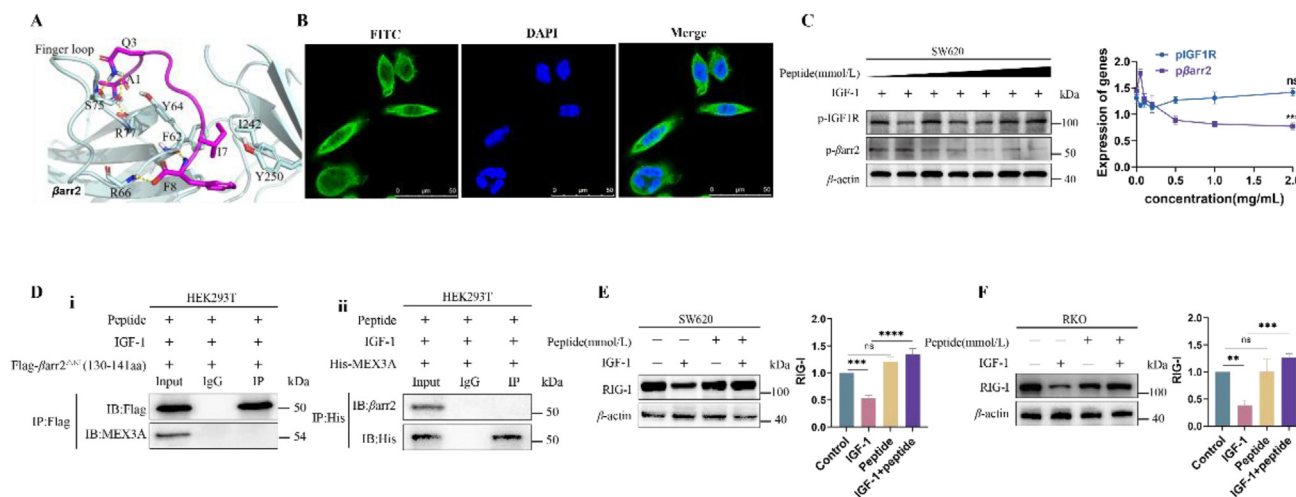 A
Finger loop
Q3
A1
S75
R77
Y64
F62
I242
I7
Y250
R66
F8
βarr2
B
FITC
DAPI
Merge
0 μm 50
0 μm 50
0 μm 50
C
SW620
Peptide(mmol/L)
IGF-1 + + + + + + + kDa
p-IGF1R 100
p-βarr2 50
β-actin 40
Expression of genes
2.0
1.5
1.0
0.5
0.0
pIGF1R
pβarr2
ns
***
0.0 0.5 1.0 1.5 2.0
concentration(mg/mL)
D
i
HEK293T
Peptide + + +
IGF-1 + + +
(130-141aa) + + +
Input IgG IP kDa
IP:Flag
IB:Flag 50
IB:MEX3A 54
ii
HEK293T
Peptide + + +
IGF-1 + + +
His-MEX3A + + +
Input IgG IP kDa
IP:His
IB:βarr2 50
IB:His 50
E
SW620
Peptide(mmol/L) — — + +
IGF-1 — + — + kDa
RIG-I 100
β-actin 40
RIG-I
2.0
1.5
1.0
0.5
0.0
ns
***
****
Control
IGF-1
Peptide
IGF-1+peptide
F
RKO
Peptide(mmol/L) — — + +
IGF-1 — + — + kDa
RIG-I 100
β-actin 40
RIG-I
2.0
1.5
1.0
0.5
0.0
ns
**
***
Control
IGF-1
Peptide
IGF-1+peptide